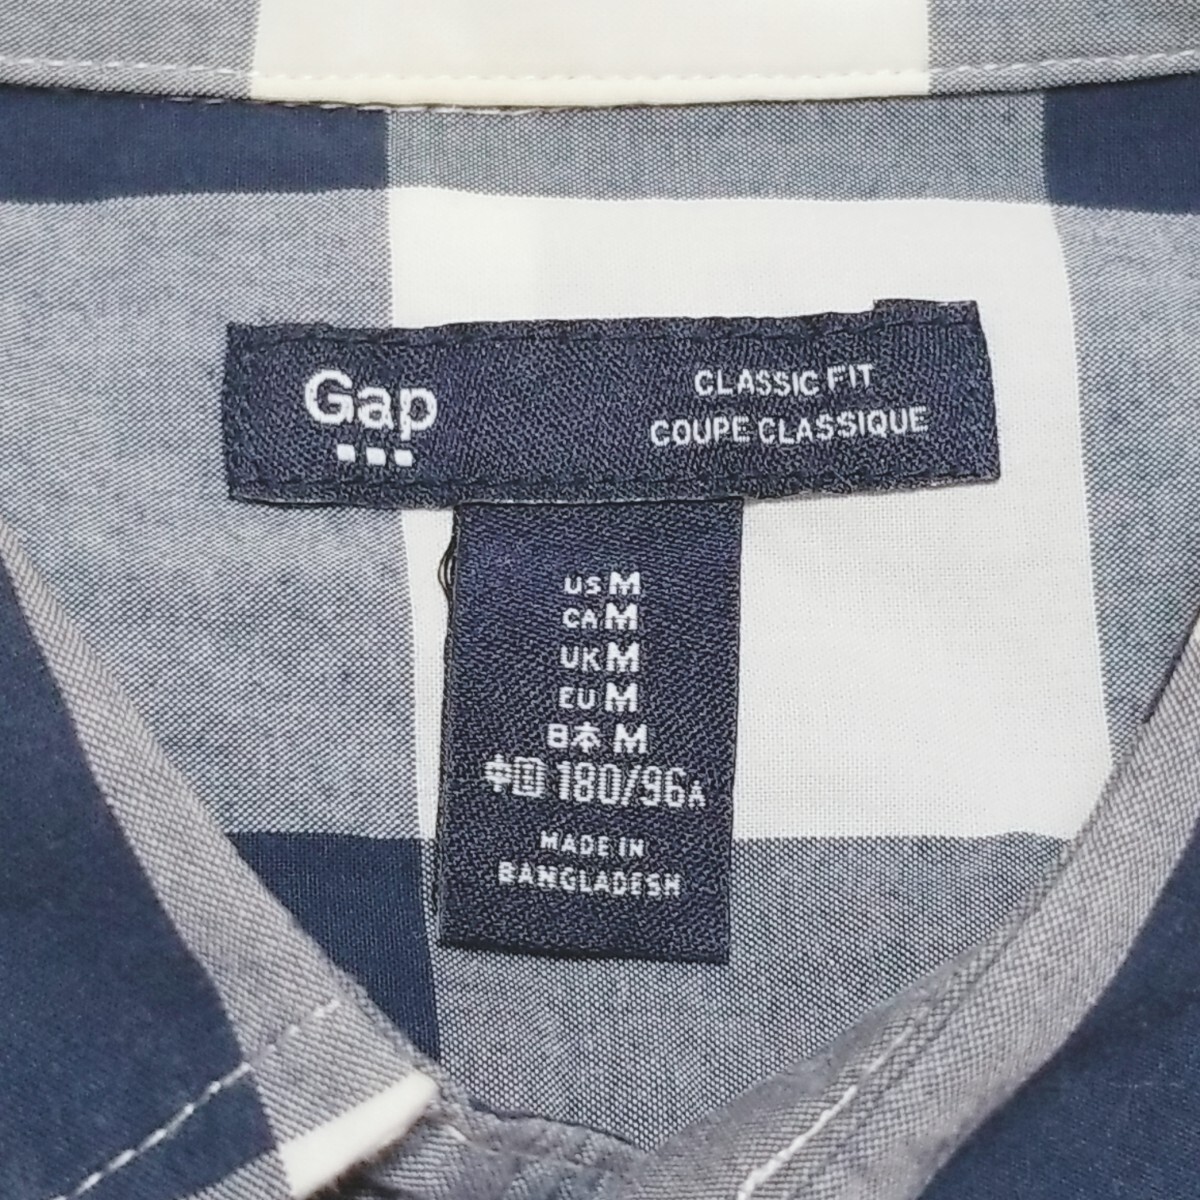 Gap
CLASSIC FIT
COUPE CLASSIQUE
US M
CA M
UK M
EU M
日本 M
中国 180/96A
MADE IN
BANGLADESH